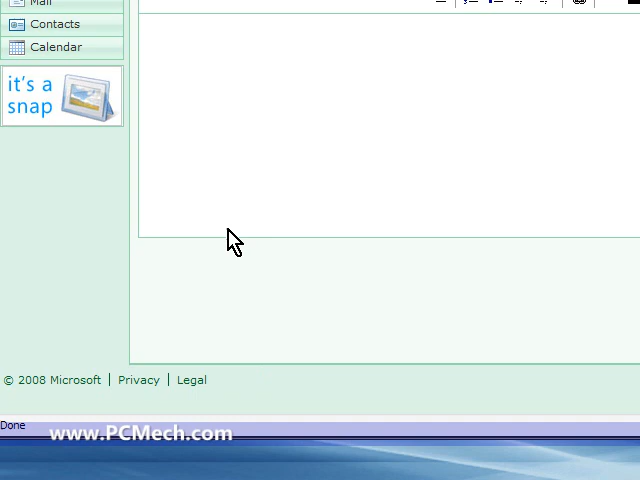 Mail
Contacts
Calendar
it's a
snap
© 2008 Microsoft | Privacy | Legal
Done
www.PCMech.com